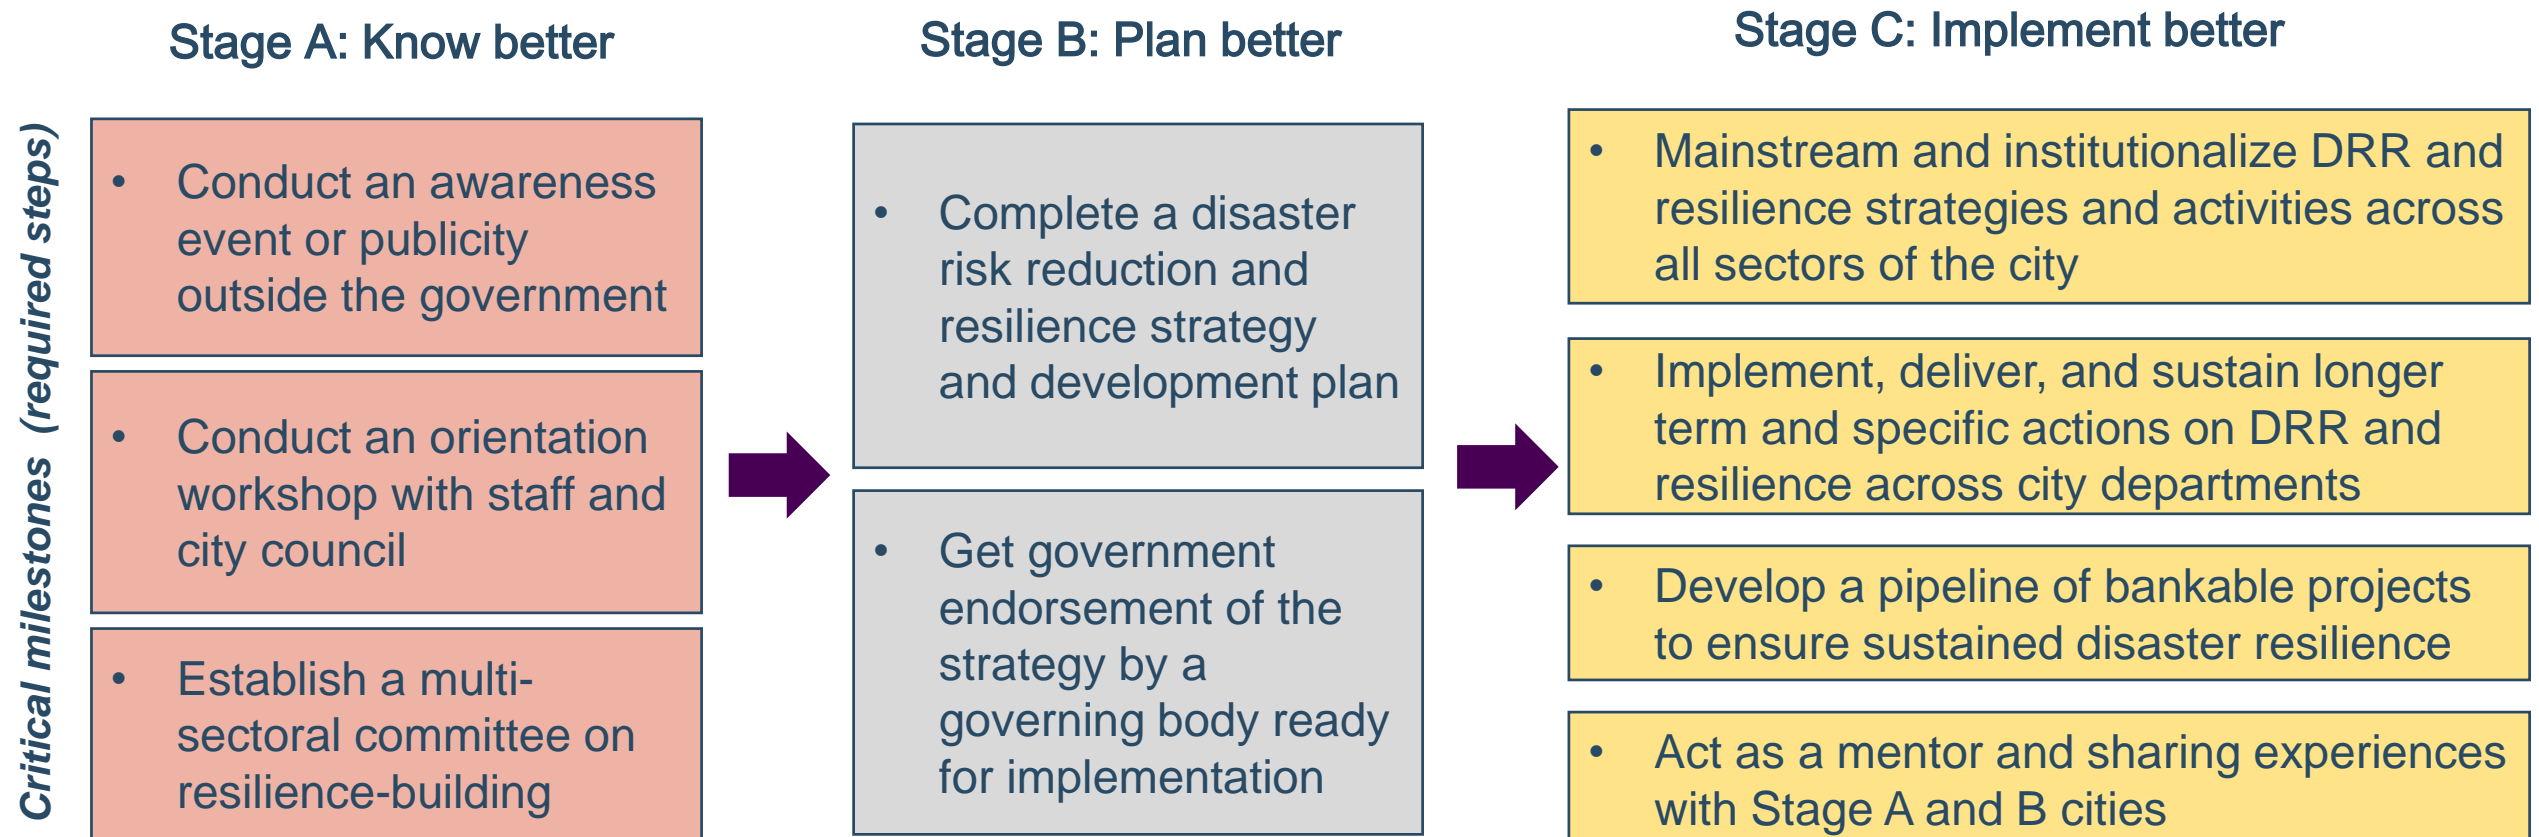 Stage A: Know better
Stage B: Plan better
Stage C: Implement better
Critical milestones (required steps)
• Conduct an awareness
event or publicity
outside the government
• Conduct an orientation
workshop with staff and
city council
• Establish a multi-
sectoral committee on
resilience-building
• Complete a disaster
risk reduction and
resilience strategy
and development plan
• Get government
endorsement of the
strategy by a
governing body ready
for implementation
• Mainstream and institutionalize DRR and
resilience strategies and activities across
all sectors of the city
• Implement, deliver, and sustain longer
term and specific actions on DRR and
resilience across city departments
• Develop a pipeline of bankable projects
to ensure sustained disaster resilience
• Act as a mentor and sharing experiences
with Stage A and B cities